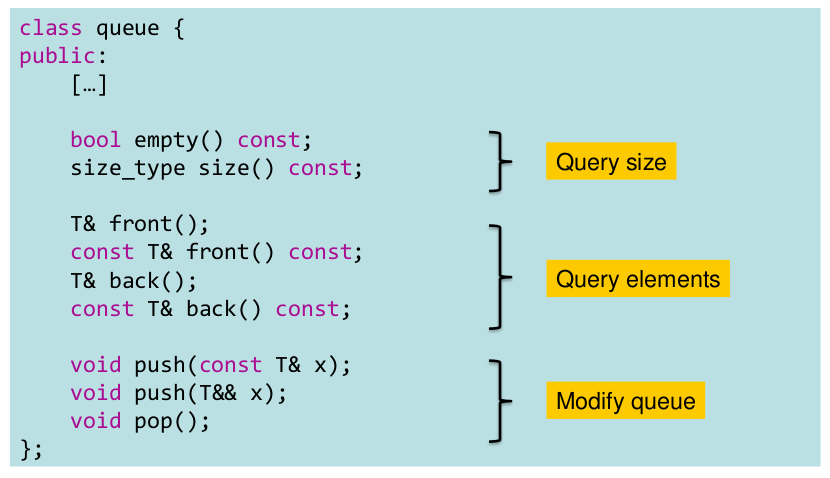 class queue {
public:
    […]
    bool empty() const;
    size_type size() const;
Query size
    T& front();
    const T& front() const;
    T& back();
    const T& back() const;
Query elements
    void push(const T& x);
    void push(T&& x);
    void pop();
Modify queue
};